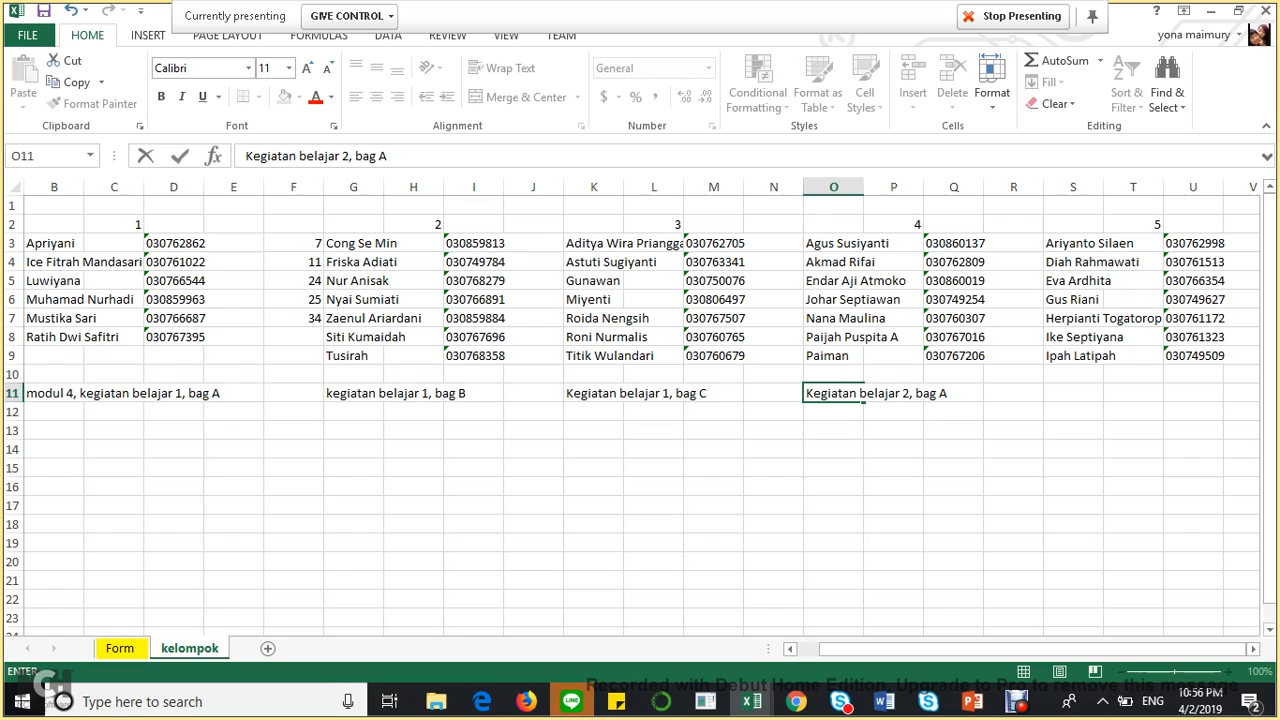 Currently presenting GIVE CONTROL Stop Presenting
FILE HOME INSERT PAGE LAYOUT FORMULAS DATA REVIEW VIEW TEAM yona maimury
Paste Cut Copy Format Painter Clipboard
Calibri 11 B I U A Font
Wrap Text Merge & Center Alignment
General $ % , Number
Conditional Formatting Format as Table Cell Styles Styles
Insert Delete Format Cells
AutoSum Fill Clear Sort & Filter Find & Select Editing
O11 fx Kegiatan belajar 2, bag A
B C D E F G H I J K L M N O P Q R S T U V
1
2 1 2 3 4 5
3 Apriyani 030762862 7 Cong Se Min 030859813 Aditya Wira Priangga 030762705 Agus Susiyanti 030860137 Ariyanto Silaen 030762998
4 Ice Fitrah Mandasari 030761022 11 Friska Adiati 030749784 Astuti Sugiyanti 030763341 Akmad Rifai 030762809 Diah Rahmawati 030761513
5 Luwiyana 030766544 24 Nur Anisak 030768279 Gunawan 030750076 Endar Aji Atmoko 030860019 Eva Ardhita 030766354
6 Muhamad Nurhadi 030859963 25 Nyai Sumiati 030766891 Miyenti 030806497 Johar Septiawan 030749254 Gus Riani 030749627
7 Mustika Sari 030766687 34 Zaenul Ariardani 030859884 Roida Nengsih 030767507 Nana Maulina 030760307 Herpianti Togatorop 030761172
8 Ratih Dwi Safitri 030767395 Siti Kumaidah 030767696 Roni Nurmalis 030760765 Paijah Puspita A 030767016 Ike Septiyana 030761323
9 Tusirah 030768358 Titik Wulandari 030760679 Paiman 030767206 Ipah Latipah 030749509
10
11 modul 4, kegiatan belajar 1, bag A kegiatan belajar 1, bag B Kegiatan belajar 1, bag C Kegiatan belajar 2, bag A
12
13
14
15
16
17
18
19
20
21
22
23
Form kelompok
ENTER 100%
Recorded with Debut Home Edition. Upgrade to Pro to remove this message
Type here to search ENG 10:56 PM
4/2/2019 2